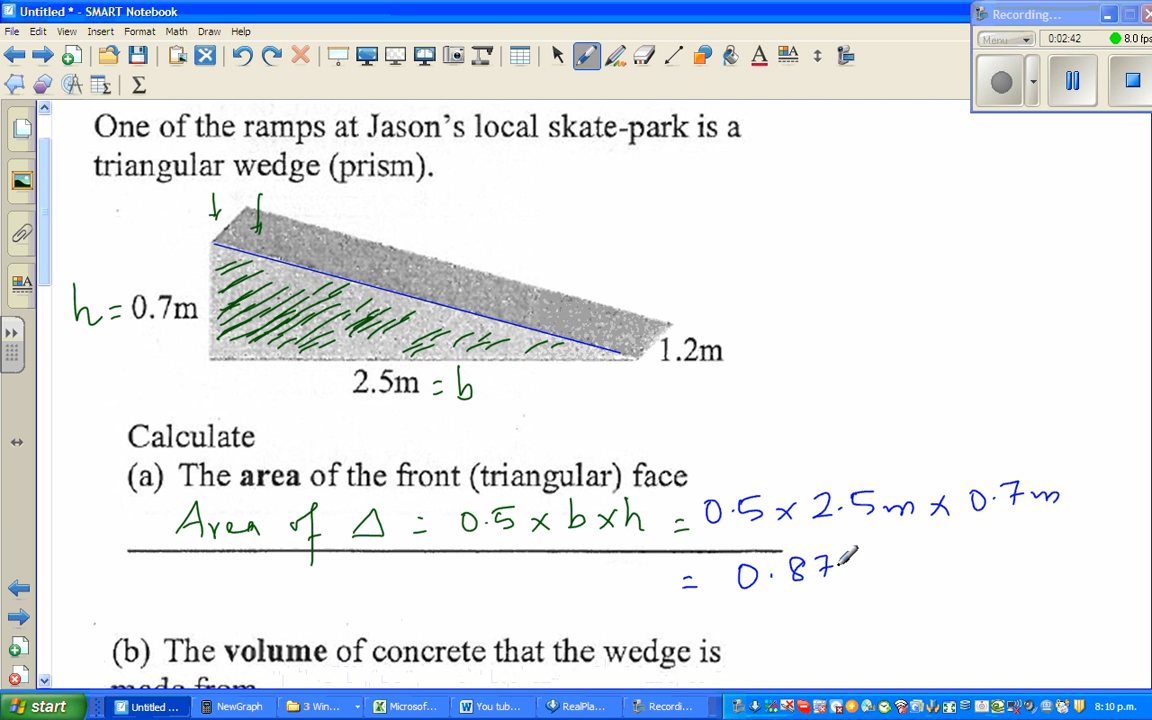 Untitled * - SMART Notebook
Recording...
File Edit View Insert Format Math Draw Help
Menu
0:02:42
8.0 fps
One of the ramps at Jason's local skate-park is a
triangular wedge (prism).
h = 0.7m
1.2m
2.5m = b
Calculate
(a) The area of the front (triangular) face
Area of Δ = 0.5 × b × h = 0.5 × 2.5m × 0.7m
= 0.87
(b) The volume of concrete that the wedge is
made from
start
Untitled ...
NewGraph
3 Win...
Microsof...
You tub...
RealPla...
Recordi...
8:10 p.m.